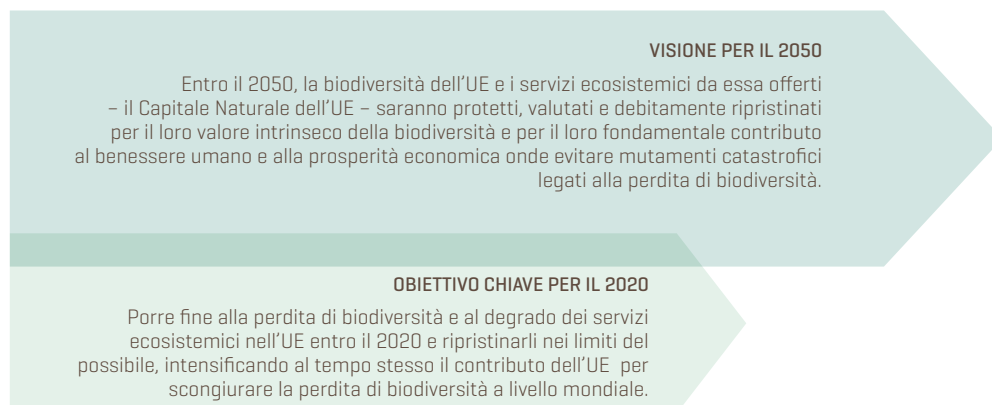 VISIONE PER IL 2050
Entro il 2050, la biodiversità dell’UE e i servizi ecosistemici da essa offerti
– il Capitale Naturale dell’UE – saranno protetti, valutati e debitamente ripristinati
per il loro valore intrinseco della biodiversità e per il loro fondamentale contributo
al benessere umano e alla prosperità economica onde evitare mutamenti catastrofici
legati alla perdita di biodiversità.
OBIETTIVO CHIAVE PER IL 2020
Porre fine alla perdita di biodiversità e al degrado dei servizi
ecosistemici nell’UE entro il 2020 e ripristinarli nei limiti del
possibile, intensificando al tempo stesso il contributo dell’UE per
scongiurare la perdita di biodiversità a livello mondiale.